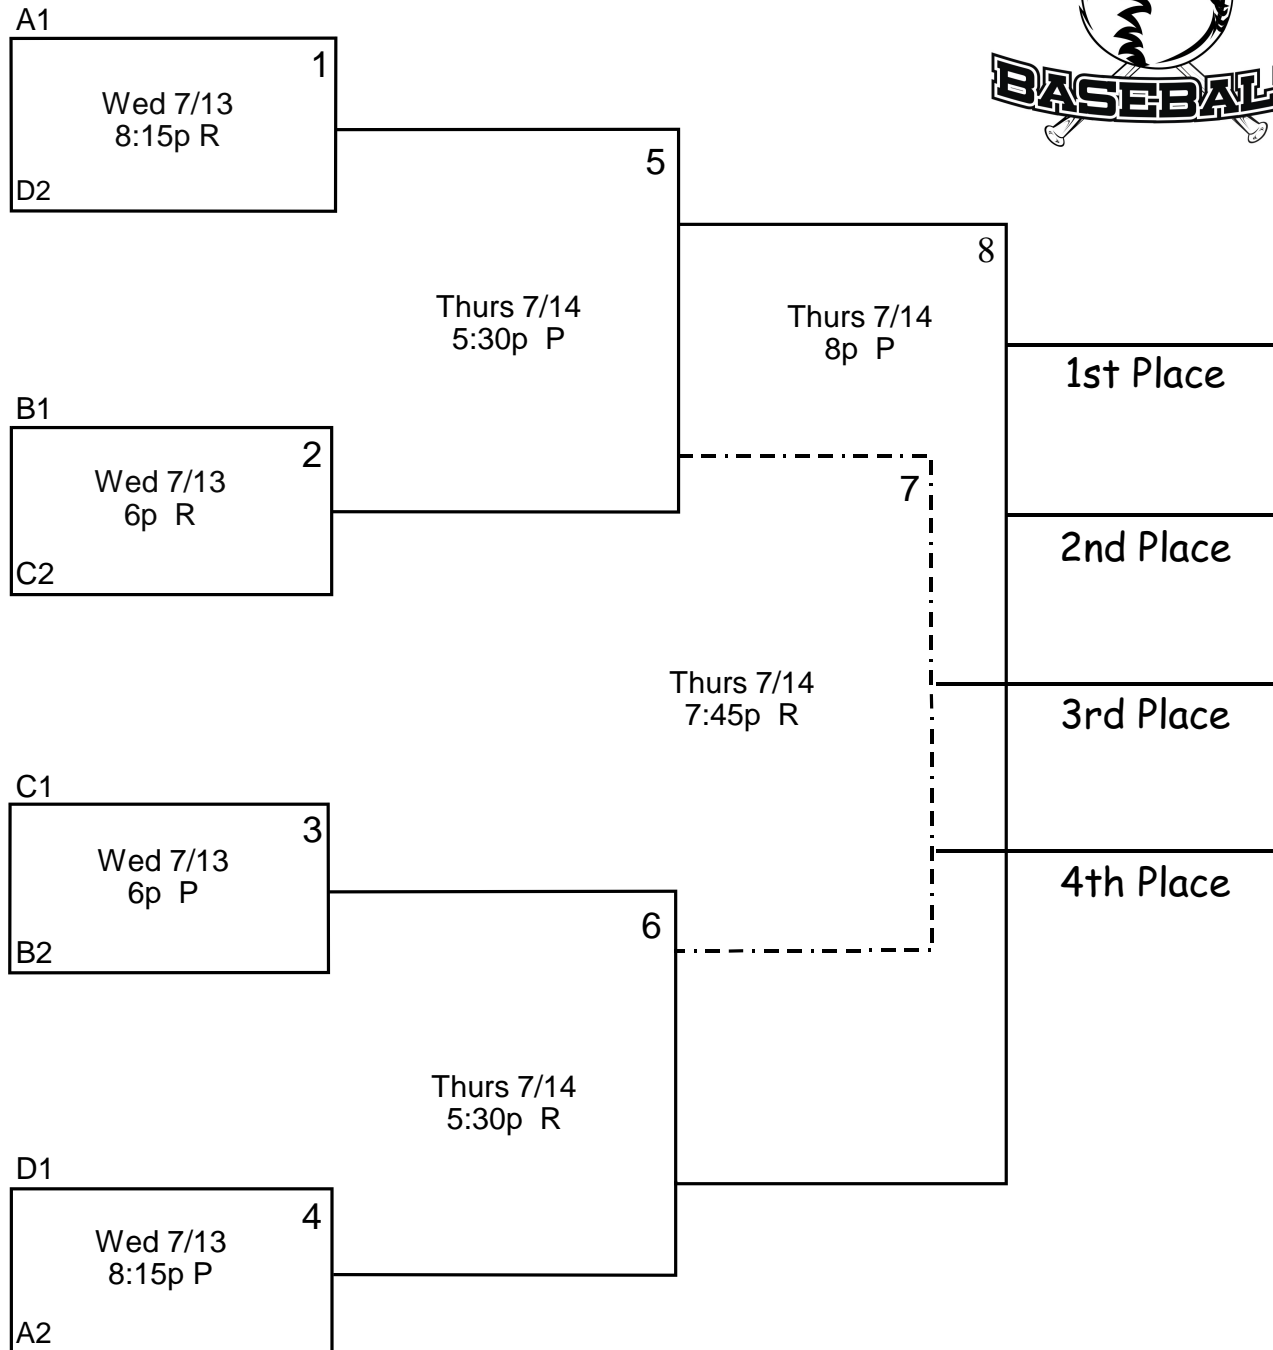 A1
1
Wed 7/13
8:15p R
D2
BASEBAL
5
8
Thurs 7/14
5:30p P
Thurs 7/14
8p P
1st Place
B1
2
Wed 7/13
6p R
C2
7
2nd Place
Thurs 7/14
7:45p R
3rd Place
C1
3
Wed 7/13
6p P
B2
6
4th Place
Thurs 7/14
5:30p R
D1
4
Wed 7/13
8:15p P
A2